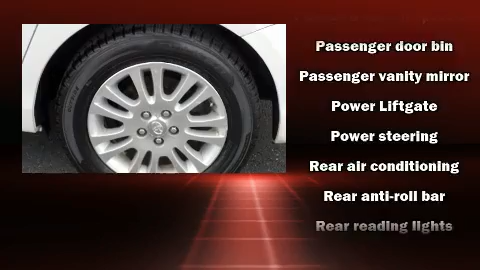 Passenger door bin
Passenger vanity mirror
Power Liftgate
Power steering
Rear air conditioning
Rear anti-roll bar
Rear reading lights